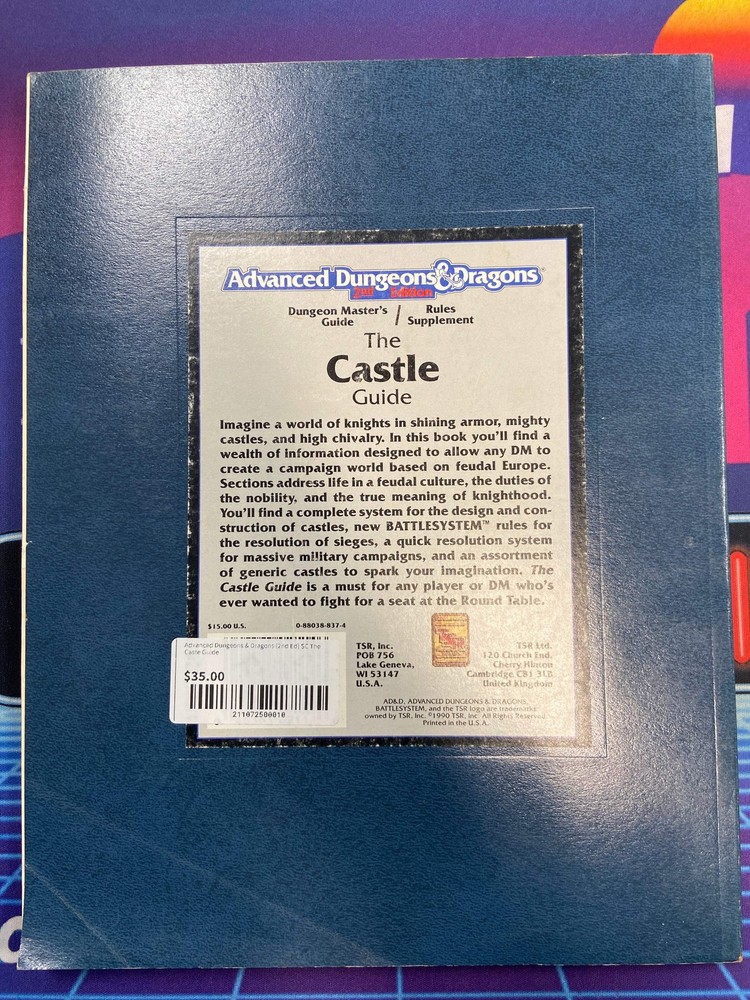 Advanced Dungeons & Dragons®
2nd Edition
Dungeon Master's Guide / Rules Supplement
The
Castle
Guide
Imagine a world of knights in shining armor, mighty
castles, and high chivalry. In this book you'll find a
wealth of information designed to allow any DM to
create a campaign world based on feudal Europe.
Sections address life in a feudal culture, the duties of
the nobility, and the true meaning of knighthood.
You'll find a complete system for the design and con-
struction of castles, new BATTLESYSTEM™ rules for
the resolution of sieges, a quick resolution system
for massive military campaigns, and an assortment
of generic castles to spark your imagination. The
Castle Guide is a must for any player or DM who's
ever wanted to fight for a seat at the Round Table.
$15.00 U.S. 0-88038-837-4
Advanced Dungeons & Dragons (2nd Ed) SC The
Caste Guide
$35.00
211072500010
TSR, Inc.
POB 756
Lake Geneva,
WI 53147
U.S.A.
TSR Ltd.
120 Church End,
Cherry Hinton
Cambridge CB1 3LB
United Kingdom
AD&D, ADVANCED DUNGEONS & DRAGONS,
BATTLESYSTEM, and the TSR logo are trademarks
owned by TSR, Inc. ©1990 TSR, Inc. All Rights Reserved.
Printed in the U.S.A.